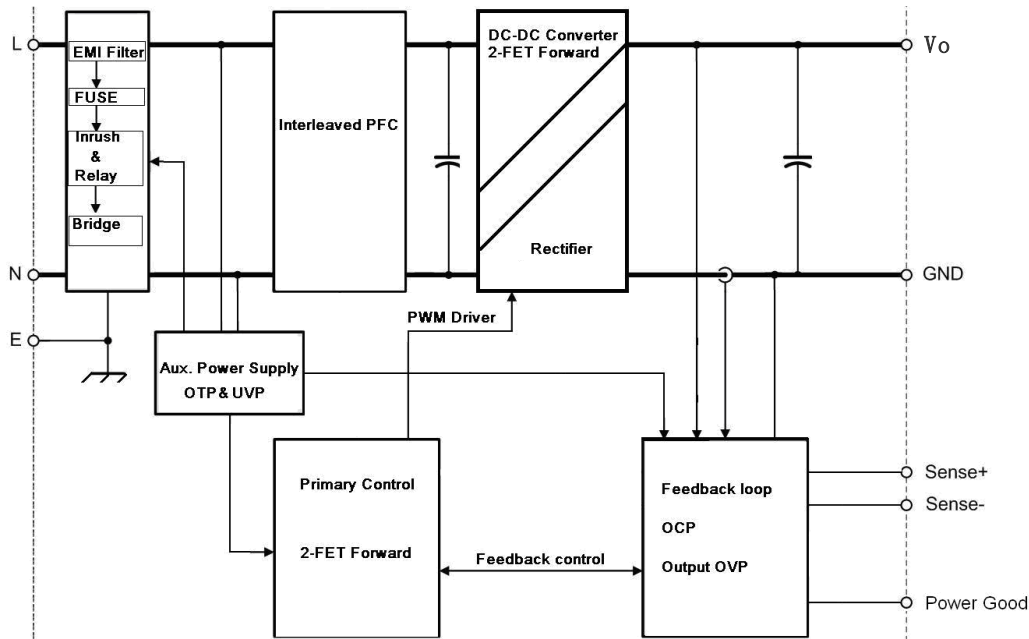 L
EMI Filter
FUSE
Inrush
&
Relay
Bridge
Interleaved PFC
DC-DC Converter
2-FET Forward
Rectifier
Vo
N
GND
E
PWM Driver
Aux. Power Supply
OTP & UVP
Primary Control
2-FET Forward
Feedback control
Feedback loop
OCP
Output OVP
Sense+
Sense-
Power Good